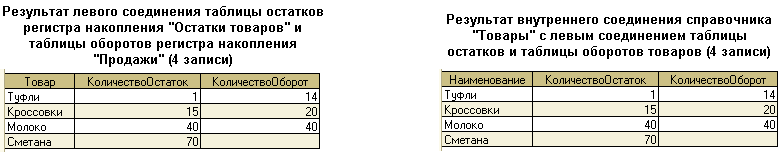 Результат левого соединения таблицы остатков
регистра накопления "Остатки товаров" и
таблицы оборотов регистра накопления
"Продажи" (4 записи)
Товар КоличествоОстаток КоличествоОборот
Туфли 1 14
Кроссовки 15 20
Молоко 40 40
Сметана 70
Результат внутреннего соединения справочника
"Товары" с левым соединением таблицы
остатков и таблицы оборотов товаров (4 записи)
Наименование КоличествоОстаток КоличествоОборот
Туфли 1 14
Кроссовки 15 20
Молоко 40 40
Сметана 70